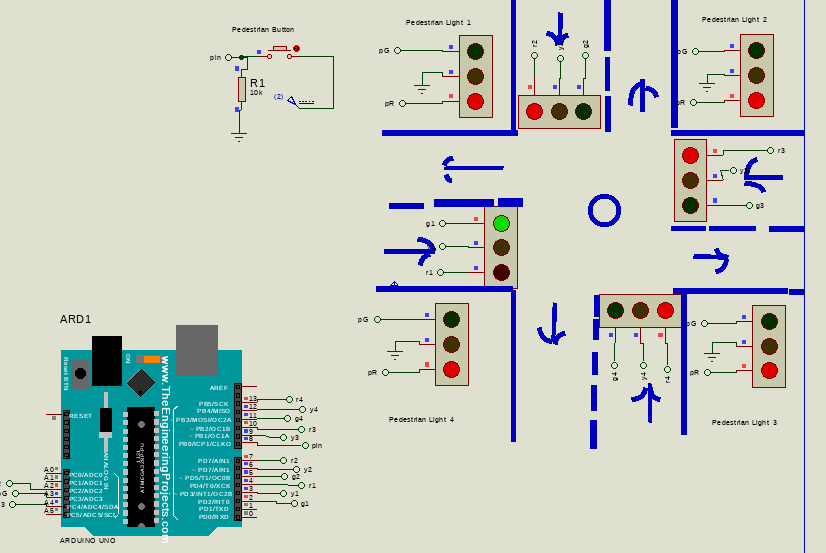 Pedestrian Light 1
Pedestrian Light 2
Pedestrian Button
pG
r2
y
g2
pG
pin
R1
10k
(2)
pR
pR
r3
y
g3
g1
r1
ARD1
pG
pR
g4
y4
r4
pG
pR
Pedestrian Light 4
Pedestrian Light 3
Reset BTN
ON
www.TheEngineeringProjects.com
RESET
AREF
PB5/SCK
PB4/MISO
~PB3/MOSI/OC2A
~ PB2/OC1B
~ PB1/OC1A
PB0/ICP1/CLKO
13
12
11
10
9
8
r4
y4
g4
r3
y3
pin
ANALOG IN
PD7/AIN1
~ PD7/AIN1
~ PD5/T1/OC0B
PD4/T0/XCK
~ PD3/INT1/OC2B
PD2/INT0
PD1/TXD
PD0/RXD
7
6
5
4
3
2
1
0
r2
y2
g2
r1
y1
g1
A0
A1
A2
A3
A4
A5
PC0/ADC0
PC1/ADC1
PC2/ADC2
PC3/ADC3
PC4/ADC4/SDA
PC5/ADC5/SCL
ARDUINO UNO